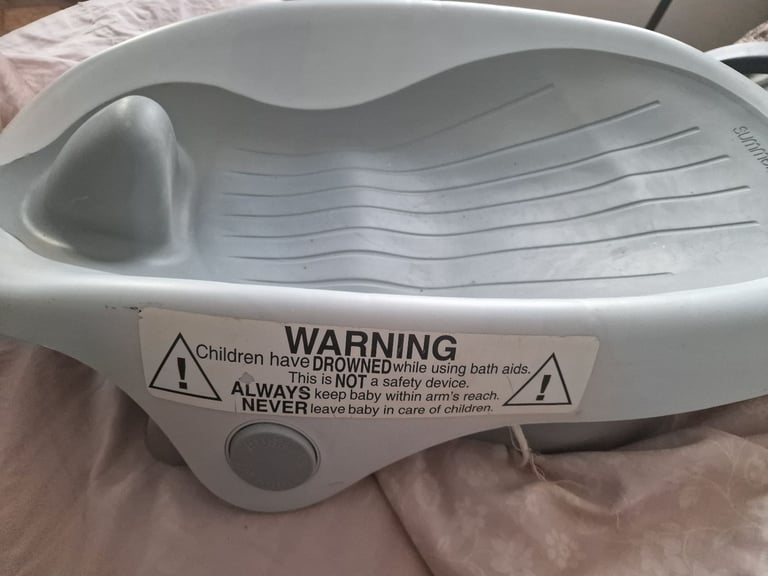 summer
WARNING
Children have DROWNED while using bath aids.
This is NOT a safety device.
ALWAYS keep baby within arm's reach.
NEVER leave baby in care of children.